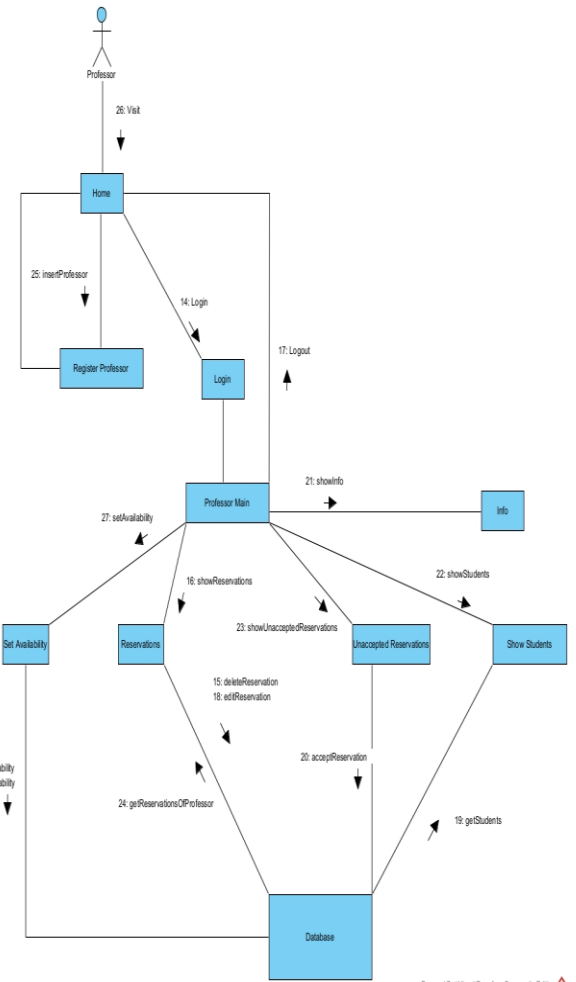 Professor
26: Visit
Home
25: insertProfessor
14: Login
Register Professor
17: Logout
Login
21: showInfo
Professor Main
Info
27: setAvailability
22: showStudents
16: showReservations
23: showUnacceptedReservations
Set Availability
Reservations
Unaccepted Reservations
Show Students
15: deleteReservation
18: editReservation
20: acceptReservation
ability
ability
24: getReservationsOfProfessor
19: getStudents
Database